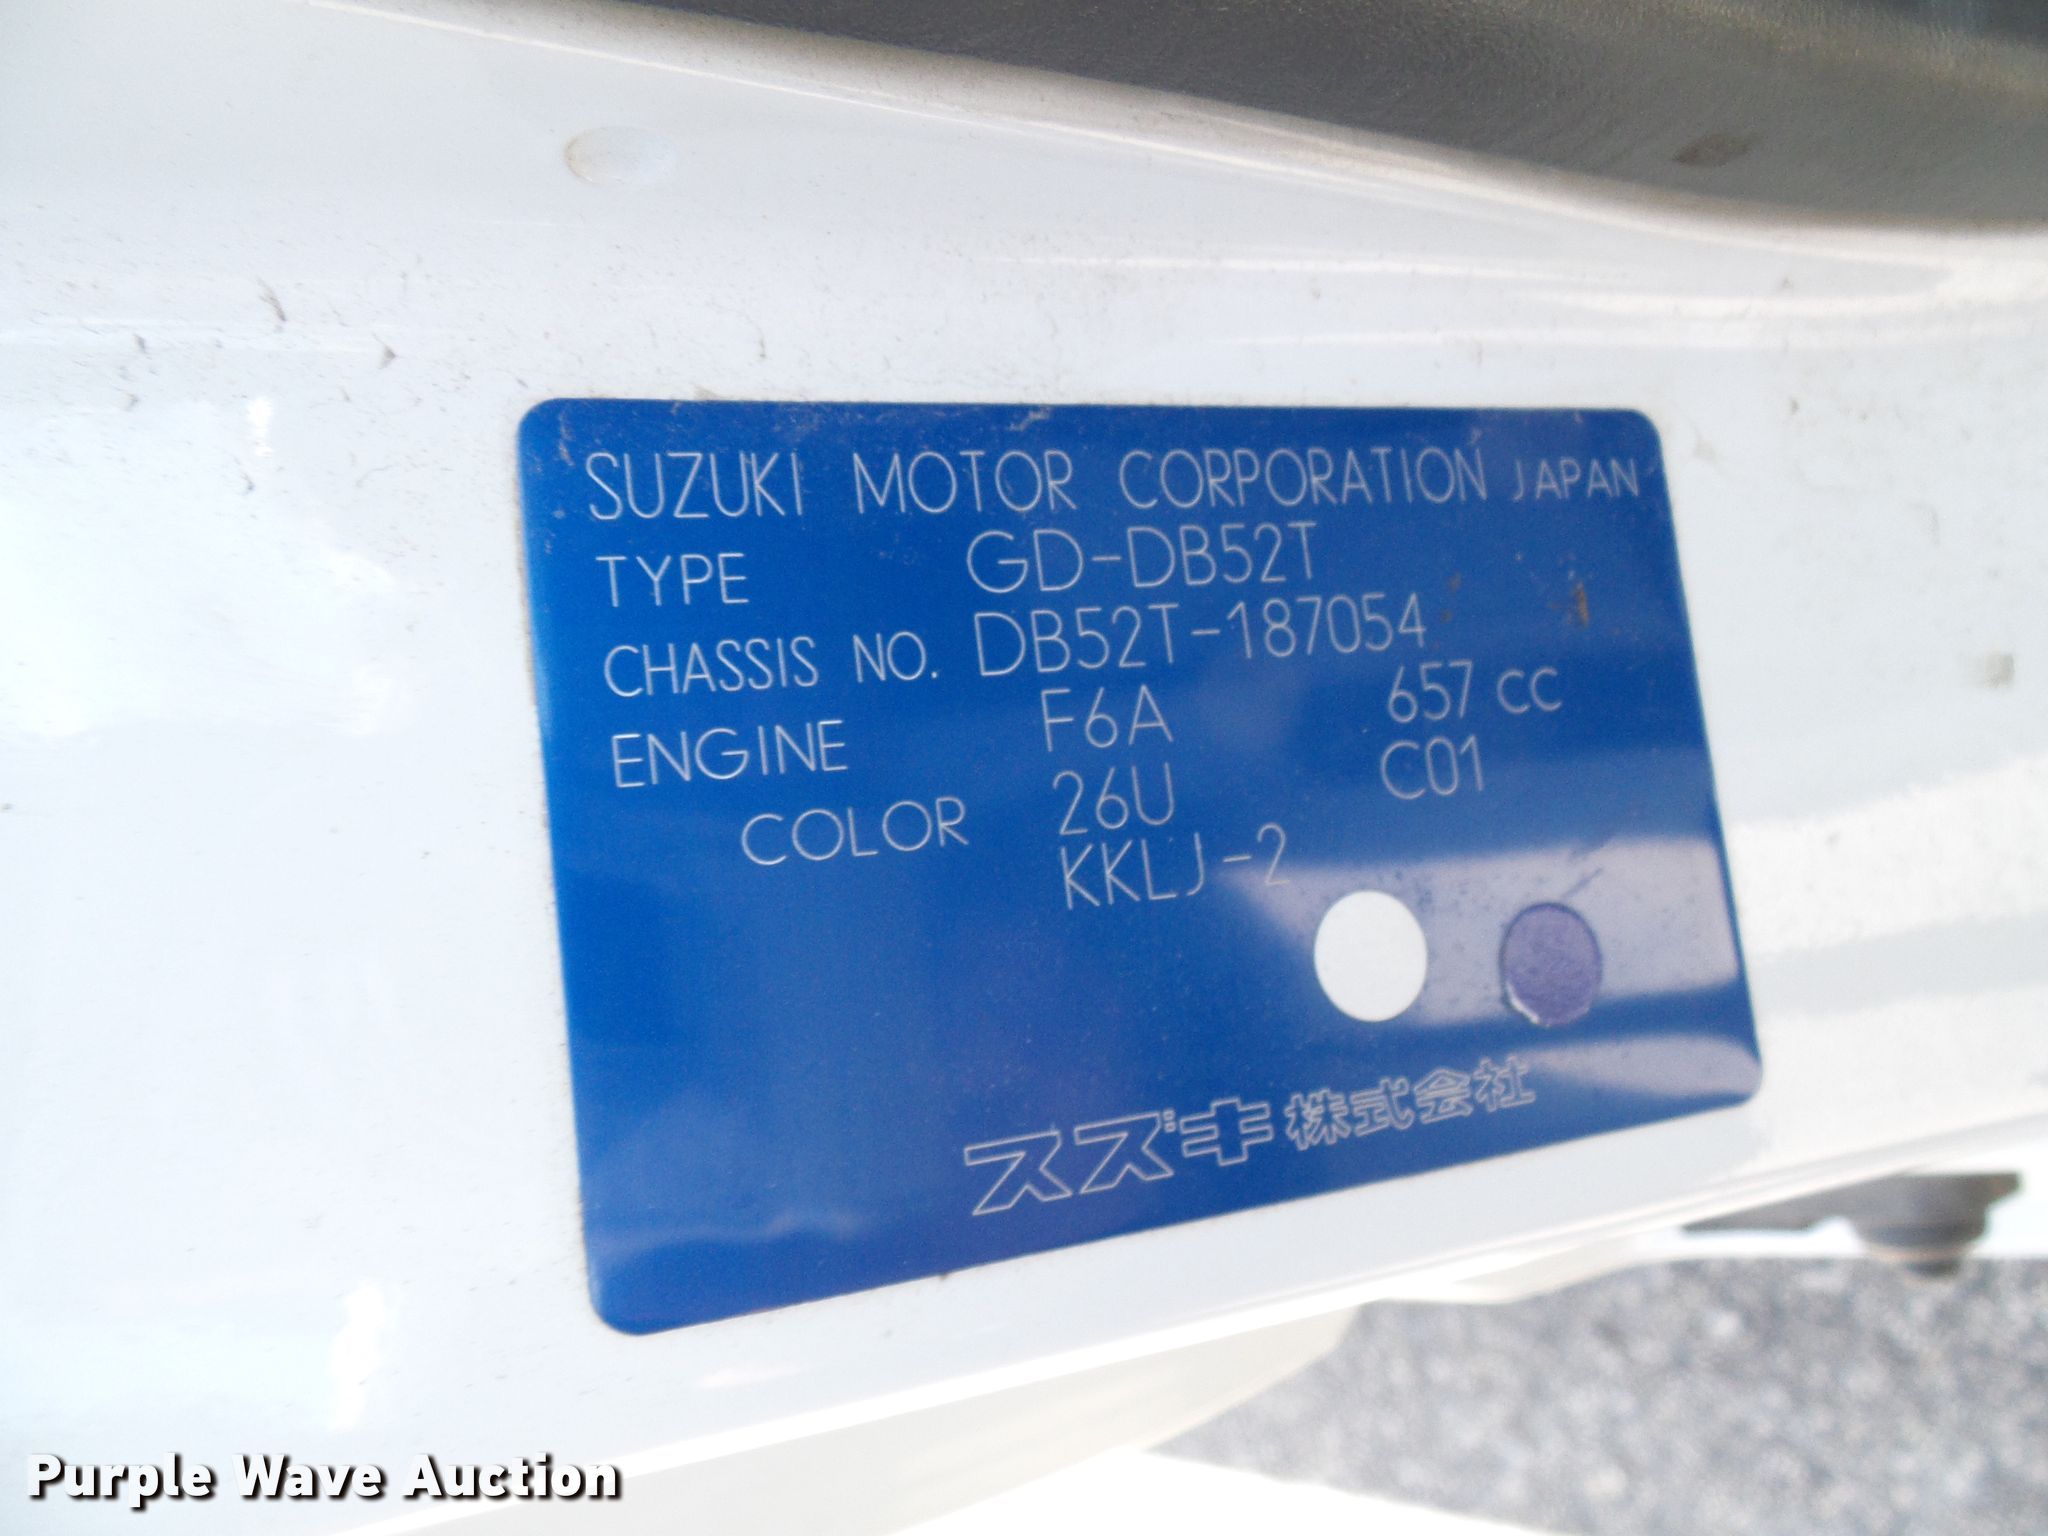 SUZUKI MOTOR CORPORATION JAPAN
TYPE GD-DB52T
CHASSIS NO. DB52T-187054
ENGINE F6A 657 CC
COLOR 26U C01
KKLJ-2
スズキ株式会社
Purple Wave Auction